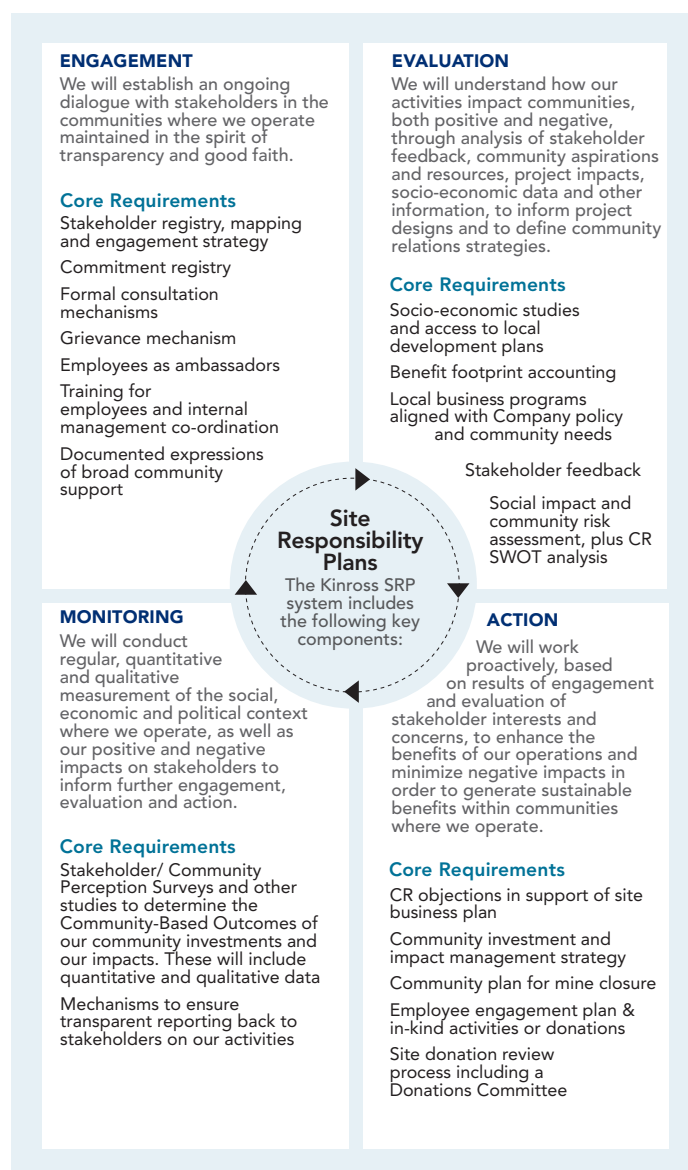 ENGAGEMENT
We will establish an ongoing
dialogue with stakeholders in the
communities where we operate
maintained in the spirit of
transparency and good faith.
Core Requirements
Stakeholder registry, mapping
and engagement strategy
Commitment registry
Formal consultation
mechanisms
Grievance mechanism
Employees as ambassadors
Training for
employees and internal
management co-ordination
Documented expressions
of broad community
support
EVALUATION
We will understand how our
activities impact communities,
both positive and negative,
through analysis of stakeholder
feedback, community aspirations
and resources, project impacts,
socio-economic data and other
information, to inform project
designs and to define community
relations strategies.
Core Requirements
Socio-economic studies
and access to local
development plans
Benefit footprint accounting
Local business programs
aligned with Company policy
and community needs
Stakeholder feedback
Social impact and
community risk
assessment, plus CR
SWOT analysis
Site
Responsibility
Plans
The Kinross SRP
system includes
the following key
components:
MONITORING
We will conduct
regular, quantitative
and qualitative
measurement of the social,
economic and political context
where we operate, as well as
our positive and negative
impacts on stakeholders to
inform further engagement,
evaluation and action.
Core Requirements
Stakeholder/ Community
Perception Surveys and other
studies to determine the
Community-Based Outcomes of
our community investments and
our impacts. These will include
quantitative and qualitative data
Mechanisms to ensure
transparent reporting back to
stakeholders on our activities
ACTION
We will work
proactively, based
on results of engagement
and evaluation of
stakeholder interests and
concerns, to enhance the
benefits of our operations and
minimize negative impacts in
order to generate sustainable
benefits within communities
where we operate.
Core Requirements
CR objections in support of site
business plan
Community investment and
impact management strategy
Community plan for mine closure
Employee engagement plan &
in-kind activities or donations
Site donation review
process including a
Donations Committee